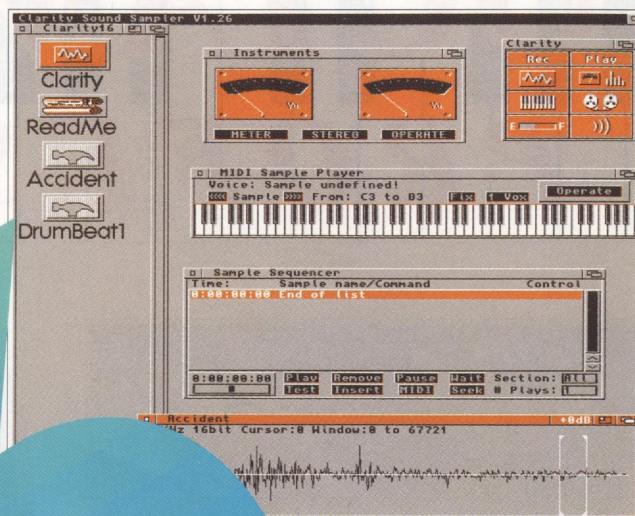 Clarity Sound Sampler V1.26
Clarity16
Clarity
ReadMe
Accident
DrumBeat1
Instruments
Vu.
Vu.
METER STEREO OPERATE
Clarity
Rec Play
E F
MIDI Sample Player
Voice: Sample undefined!
Sample From: C3 to B3 Fix 1 Vox Operate
Sample Sequencer
Time: Sample name/Command Control
0:00:00:00 End of list
0:00:00:00 Play Remove Pause Wait Section: All
Test Insert MIDI Seek # Plays: 1
Accident +0dB
Hz 16bit Cursor:0 Window:0 to 67721